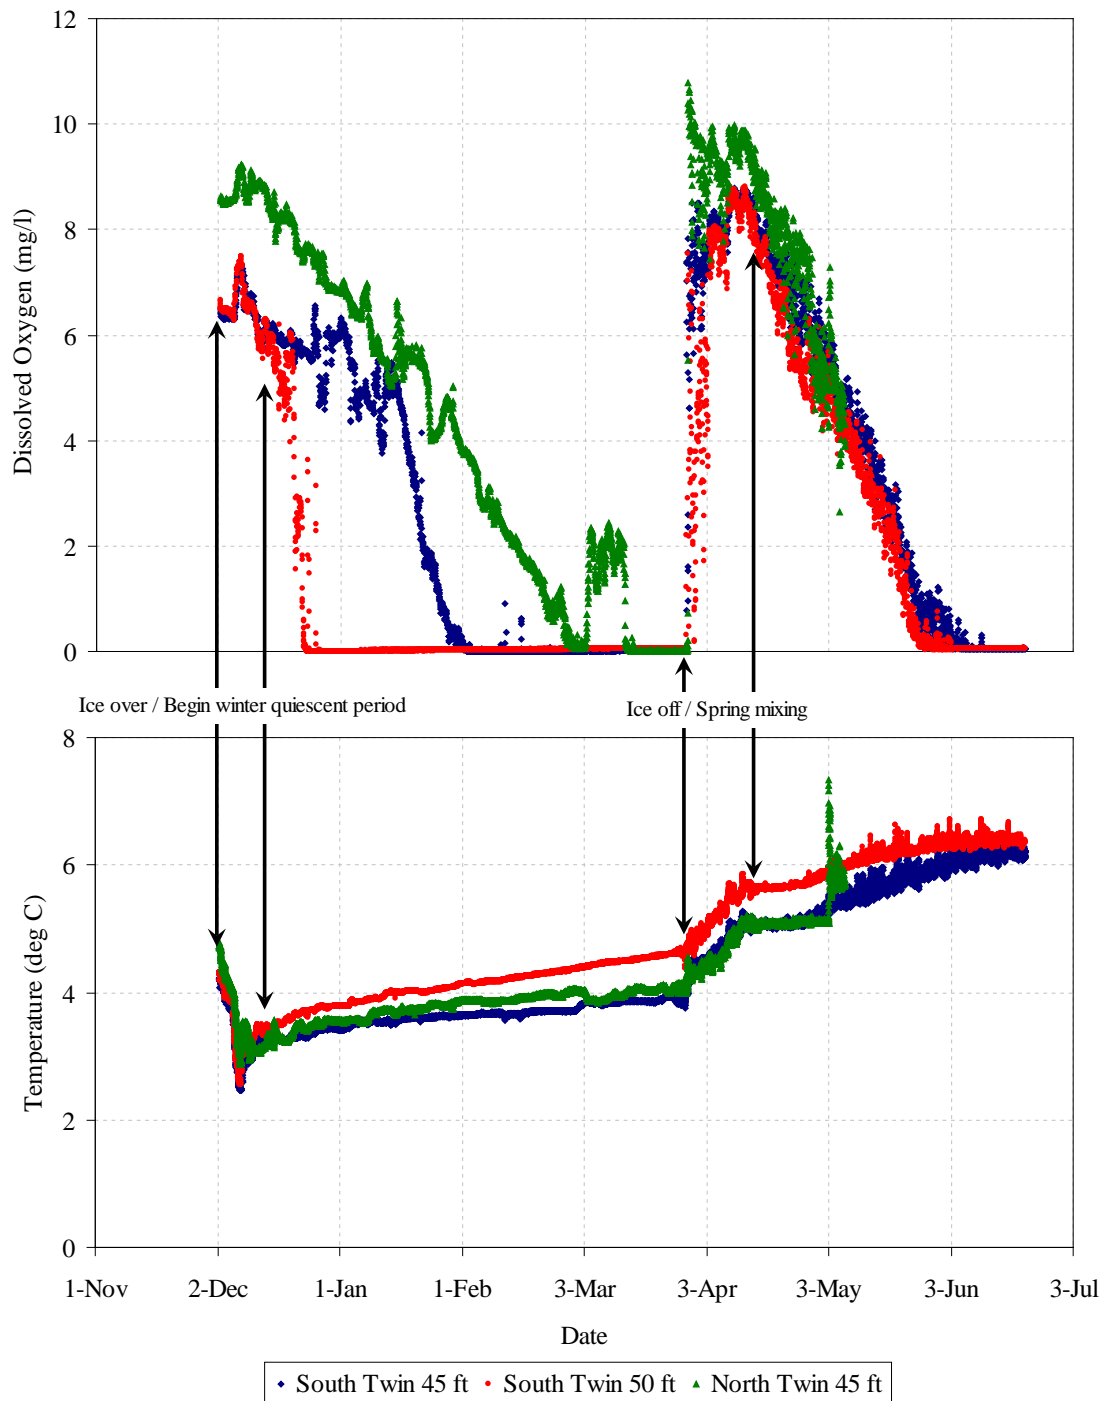 12
10
8
6
4
2
0
Dissolved Oxygen (mg/l)
Ice over / Begin winter quiescent period
Ice off / Spring mixing
8
6
4
2
0
Temperature (deg C)
1-Nov 2-Dec 1-Jan 1-Feb 3-Mar 3-Apr 3-May 3-Jun 3-Jul
Date
South Twin 45 ft South Twin 50 ft North Twin 45 ft